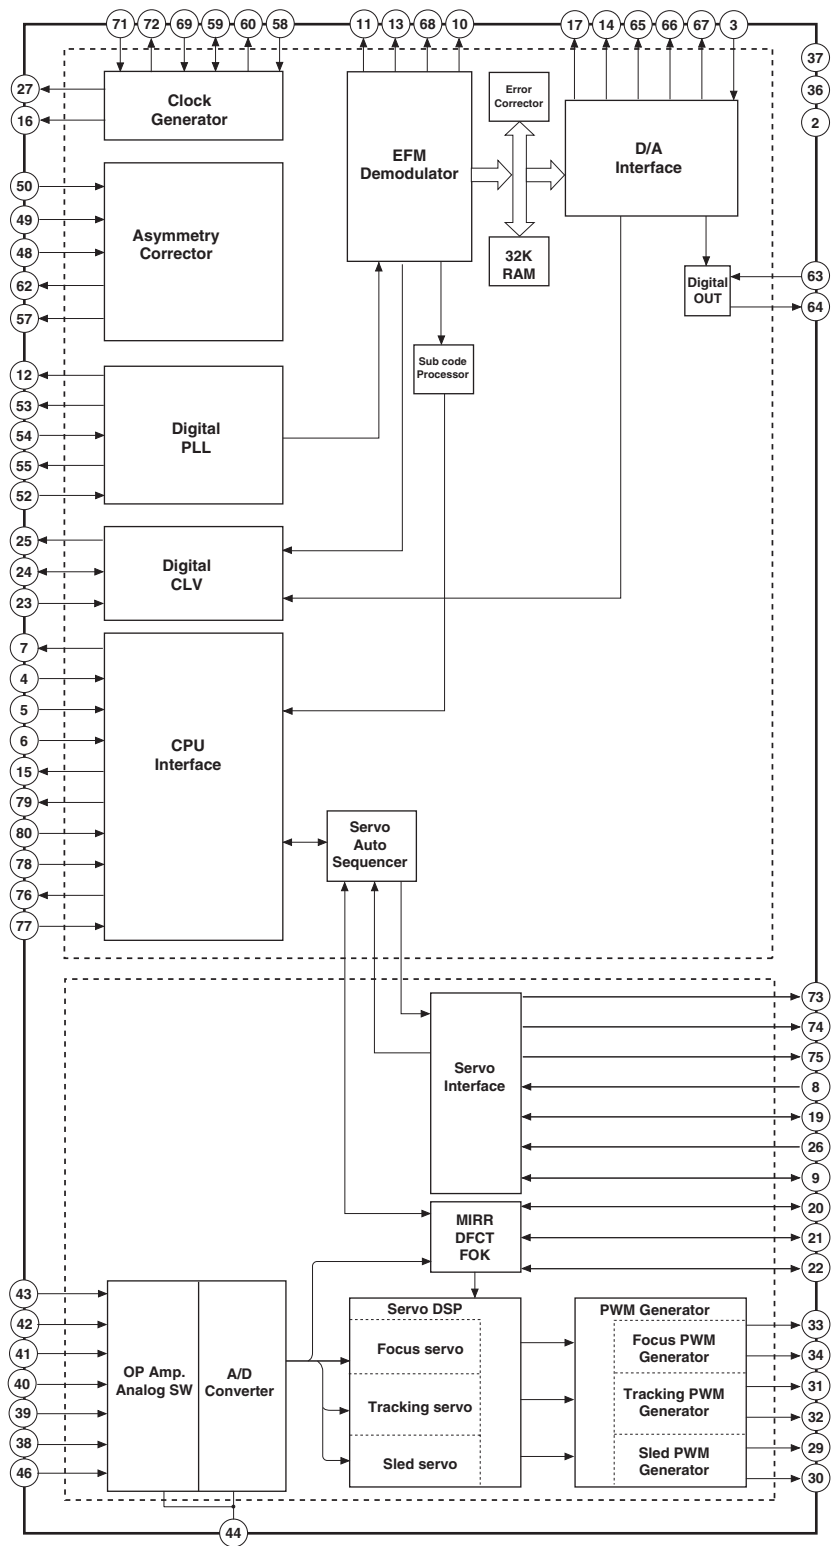 71 72 69 59 60 58 11 13 68 10 17 14 65 66 67 3
37
36
2
27
16
Clock
Generator
Error
Corrector
EFM
Demodulator
D/A
Interface
50
49
48
62
57
Asymmetry
Corrector
32K
RAM
Digital
OUT
63
64
Sub code
Processor
12
53
54
55
52
Digital
PLL
25
24
23
Digital
CLV
7
4
5
6
15
79
80
78
76
77
CPU
Interface
Servo
Auto
Sequencer
Servo
Interface
73
74
75
8
19
26
9
MIRR
DFCT
FOK
20
21
22
43
42
41
40
39
38
46
OP Amp.
Analog SW
A/D
Converter
Servo DSP
Focus servo
Tracking servo
Sled servo
PWM Generator
Focus PWM
Generator
Tracking PWM
Generator
Sled PWM
Generator
33
34
31
32
29
30
44